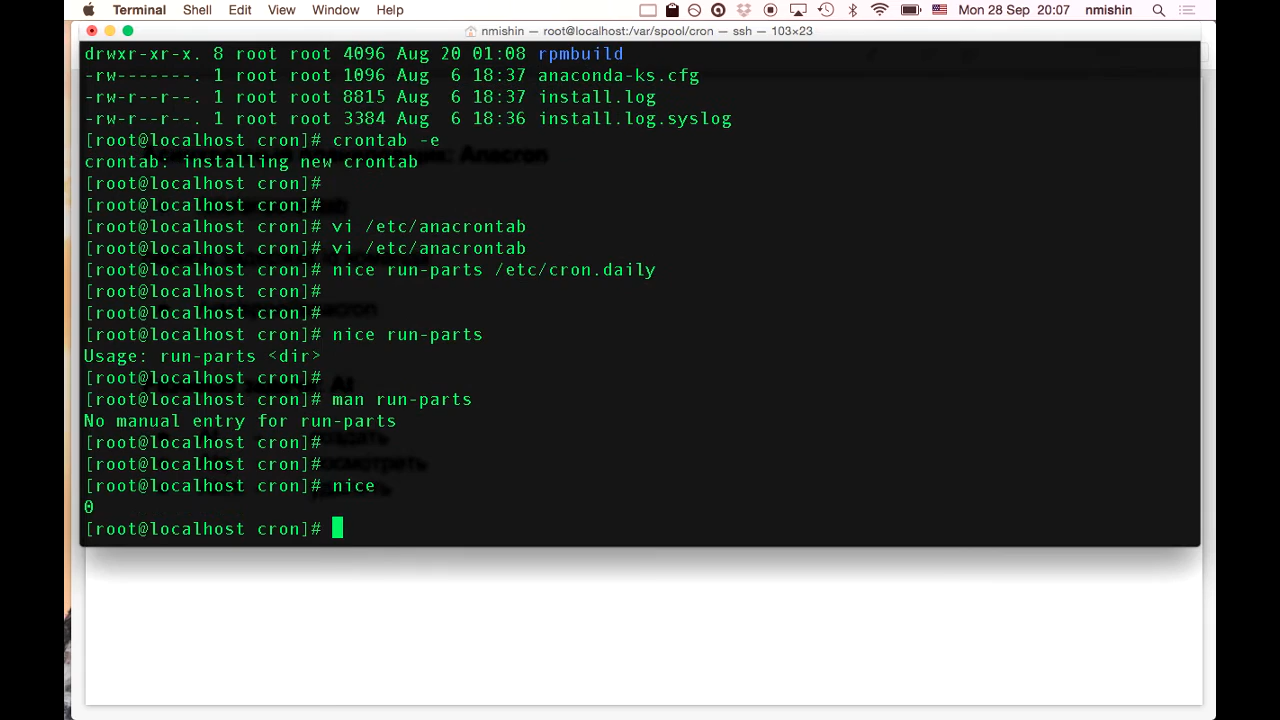 Terminal Shell Edit View Window Help Mon 28 Sep 20:07 nmishin
nmishin — root@localhost:/var/spool/cron — ssh — 103×23
drwxr-xr-x. 8 root root 4096 Aug 20 01:08 rpmbuild
-rw-------. 1 root root 1096 Aug  6 18:37 anaconda-ks.cfg
-rw-r--r--. 1 root root 8815 Aug  6 18:37 install.log
-rw-r--r--. 1 root root 3384 Aug  6 18:36 install.log.syslog
[root@localhost cron]# crontab -e
crontab: installing new crontab
[root@localhost cron]#
[root@localhost cron]#
[root@localhost cron]# vi /etc/anacrontab
[root@localhost cron]# vi /etc/anacrontab
[root@localhost cron]# nice run-parts /etc/cron.daily
[root@localhost cron]#
[root@localhost cron]#
[root@localhost cron]# nice run-parts
Usage: run-parts <dir>
[root@localhost cron]#
[root@localhost cron]# man run-parts
No manual entry for run-parts
[root@localhost cron]#
[root@localhost cron]#
[root@localhost cron]# nice
0
[root@localhost cron]#
Anacron
At